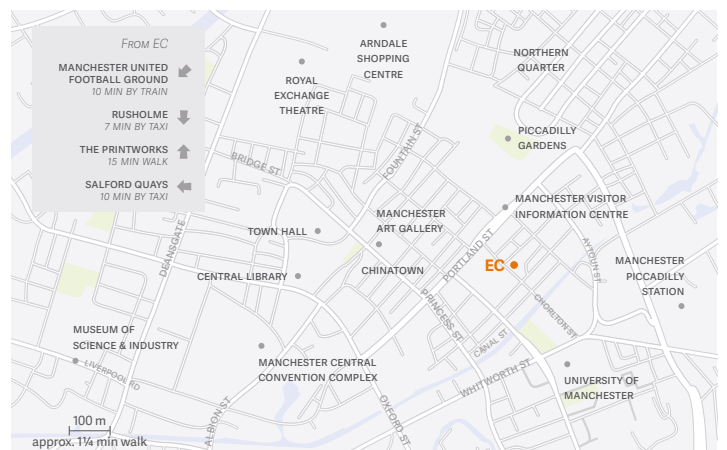 From EC
MANCHESTER UNITED
FOOTBALL GROUND
10 MIN BY TRAIN
RUSHOLME
7 MIN BY TAXI
THE PRINTWORKS
15 MIN WALK
SALFORD QUAYS
10 MIN BY TAXI
ARNDALE
SHOPPING
CENTRE
NORTHERN
QUARTER
ROYAL
EXCHANGE
THEATRE
PICCADILLY
GARDENS
FOUNTAIN ST
BRIDGE ST
MANCHESTER VISITOR
INFORMATION CENTRE
MANCHESTER
ART GALLERY
TOWN HALL
DEANSGATE
PORTLAND ST
AYTOUN ST
EC
CENTRAL LIBRARY
CHINATOWN
MANCHESTER
PICCADILLY
STATION
PRINCESS ST
CHORLTON ST
MUSEUM OF
SCIENCE & INDUSTRY
CANAL ST
LIVERPOOL RD
MANCHESTER CENTRAL
CONVENTION COMPLEX
WHITWORTH ST
UNIVERSITY OF
MANCHESTER
ALBION ST
OXFORD ST
100 m
approx. 1¼ min walk